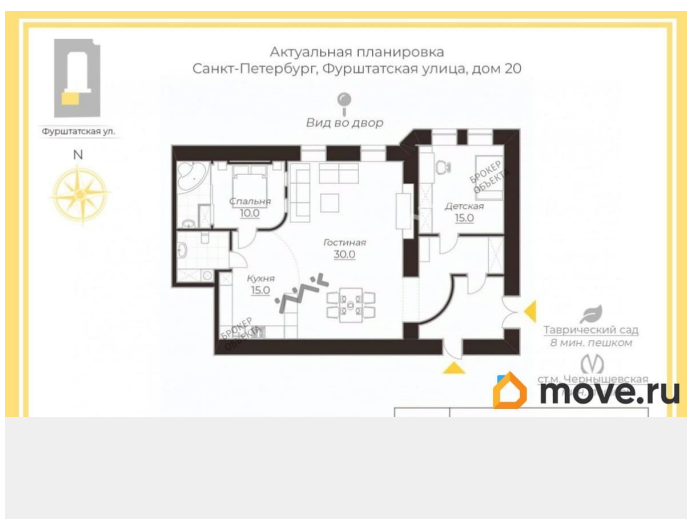 Актуальная планировка
Санкт-Петербург, Фурштатская улица, дом 20
Фурштатская ул.
Вид во двор
N
Спальня
10.0
БРОКЕР
ОБЪЕКТА
Детская
15.0
Гостиная
30.0
Кухня
15.0
БРОКЕР
ОБЪЕКТА
Таврический сад
8 мин. пешком
ст.м. Чернышевская
move.ru